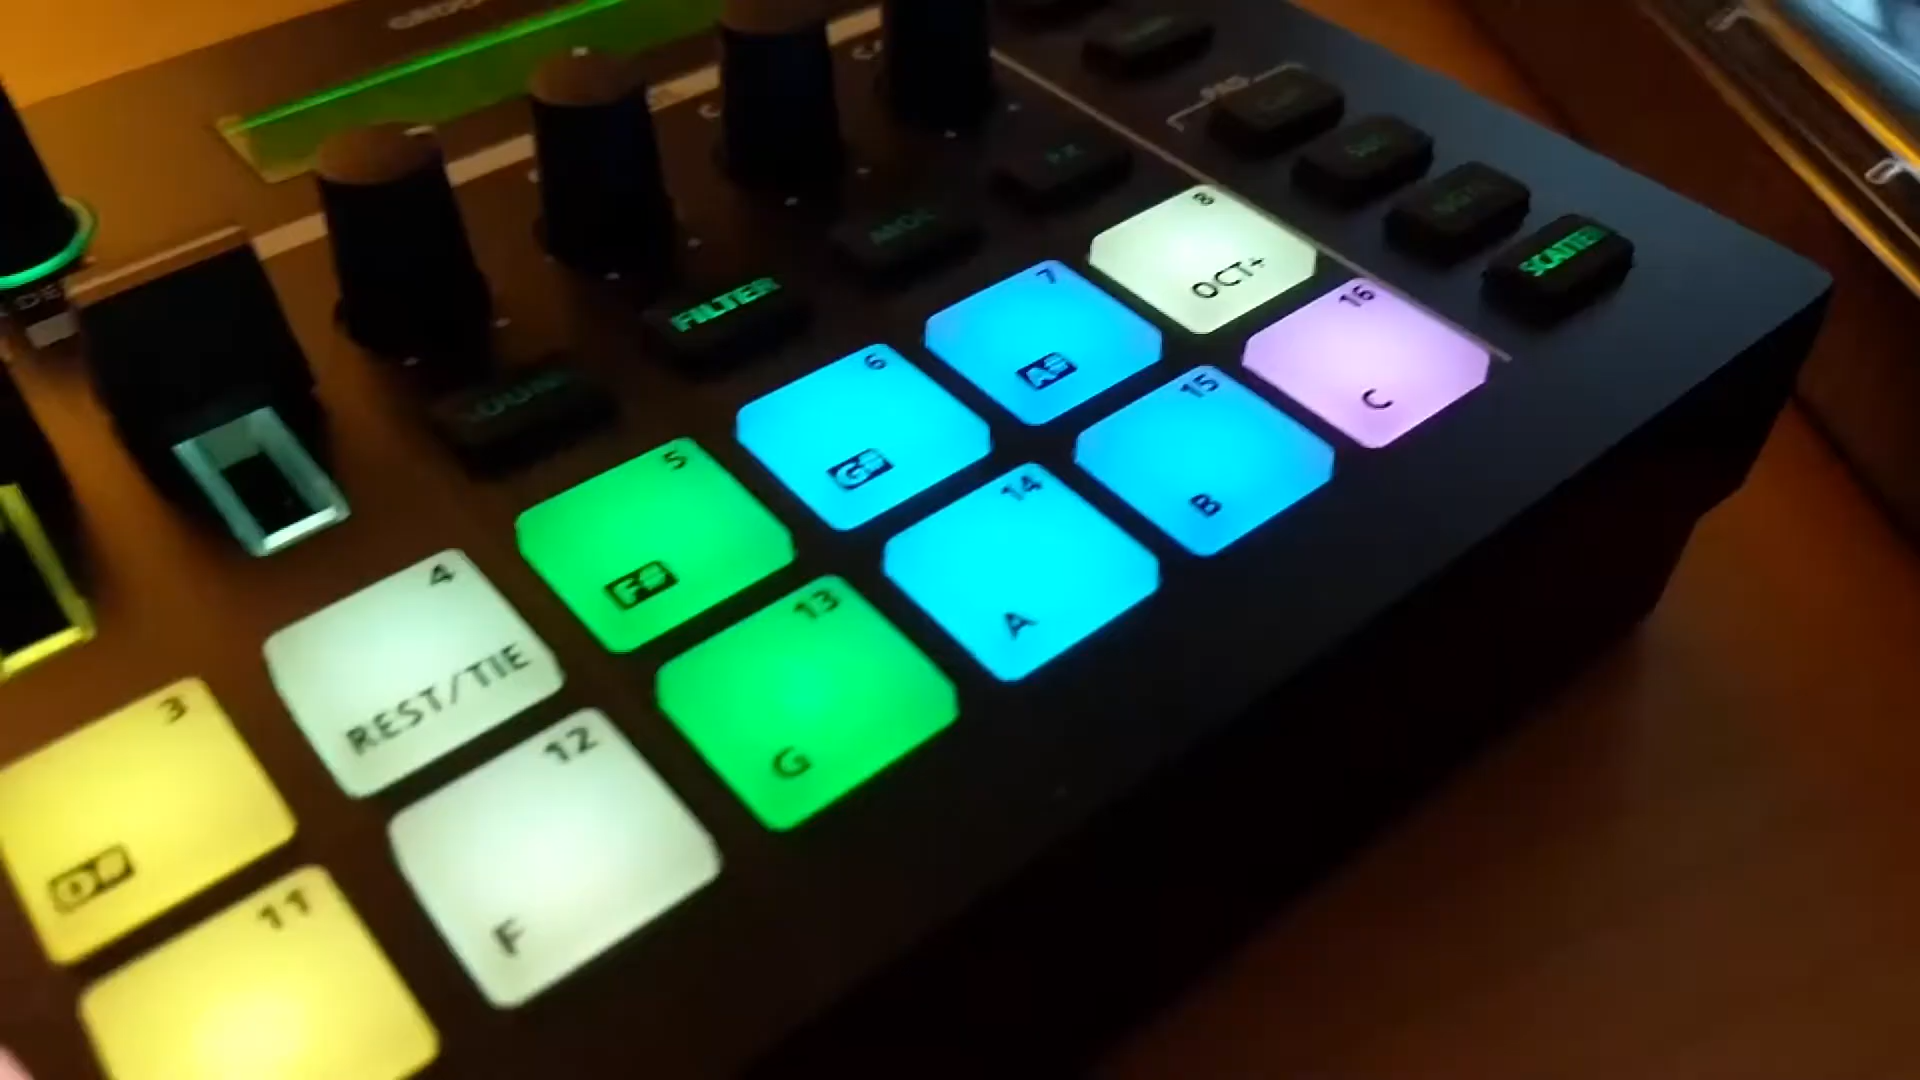 FILTER
SCATTER
8
OCT+
7
A#
16
C
6
G#
15
B
5
F#
14
A
4
REST/TIE
13
G
3
D#
12
F
11